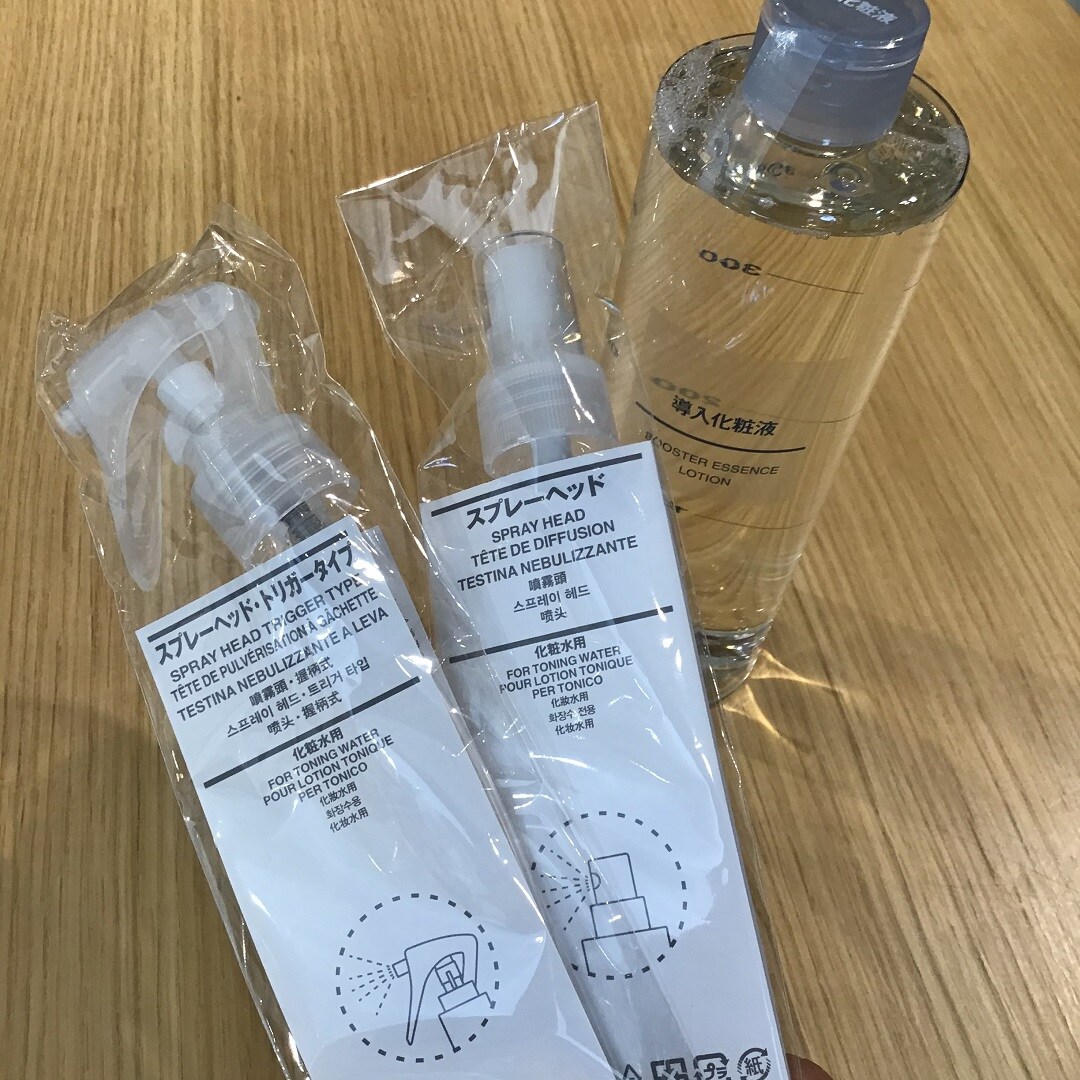 スプレーヘッド・トリガータイプ
SPRAY HEAD TRIGGER TYPE
TÊTE DE PULVÉRISATION À GÂCHETTE
TESTINA NEBULIZZANTE A LEVA
噴霧頭・握柄式
스프레이 헤드・트리거 타입
喷头・握柄式
化粧水用
FOR TONING WATER
POUR LOTION TONIQUE
PER TONICO
化妝水用
화장수용
化妆水用
スプレーヘッド
SPRAY HEAD
TÊTE DE DIFFUSION
TESTINA NEBULIZZANTE
噴霧頭
스프레이 헤드
喷头
化粧水用
FOR TONING WATER
POUR LOTION TONIQUE
PER TONICO
化妝水用
화장수 전용
化妆水用
プラ
紙
化粧液
300
200
導入化粧液
BOOSTER ESSENCE
LOTION